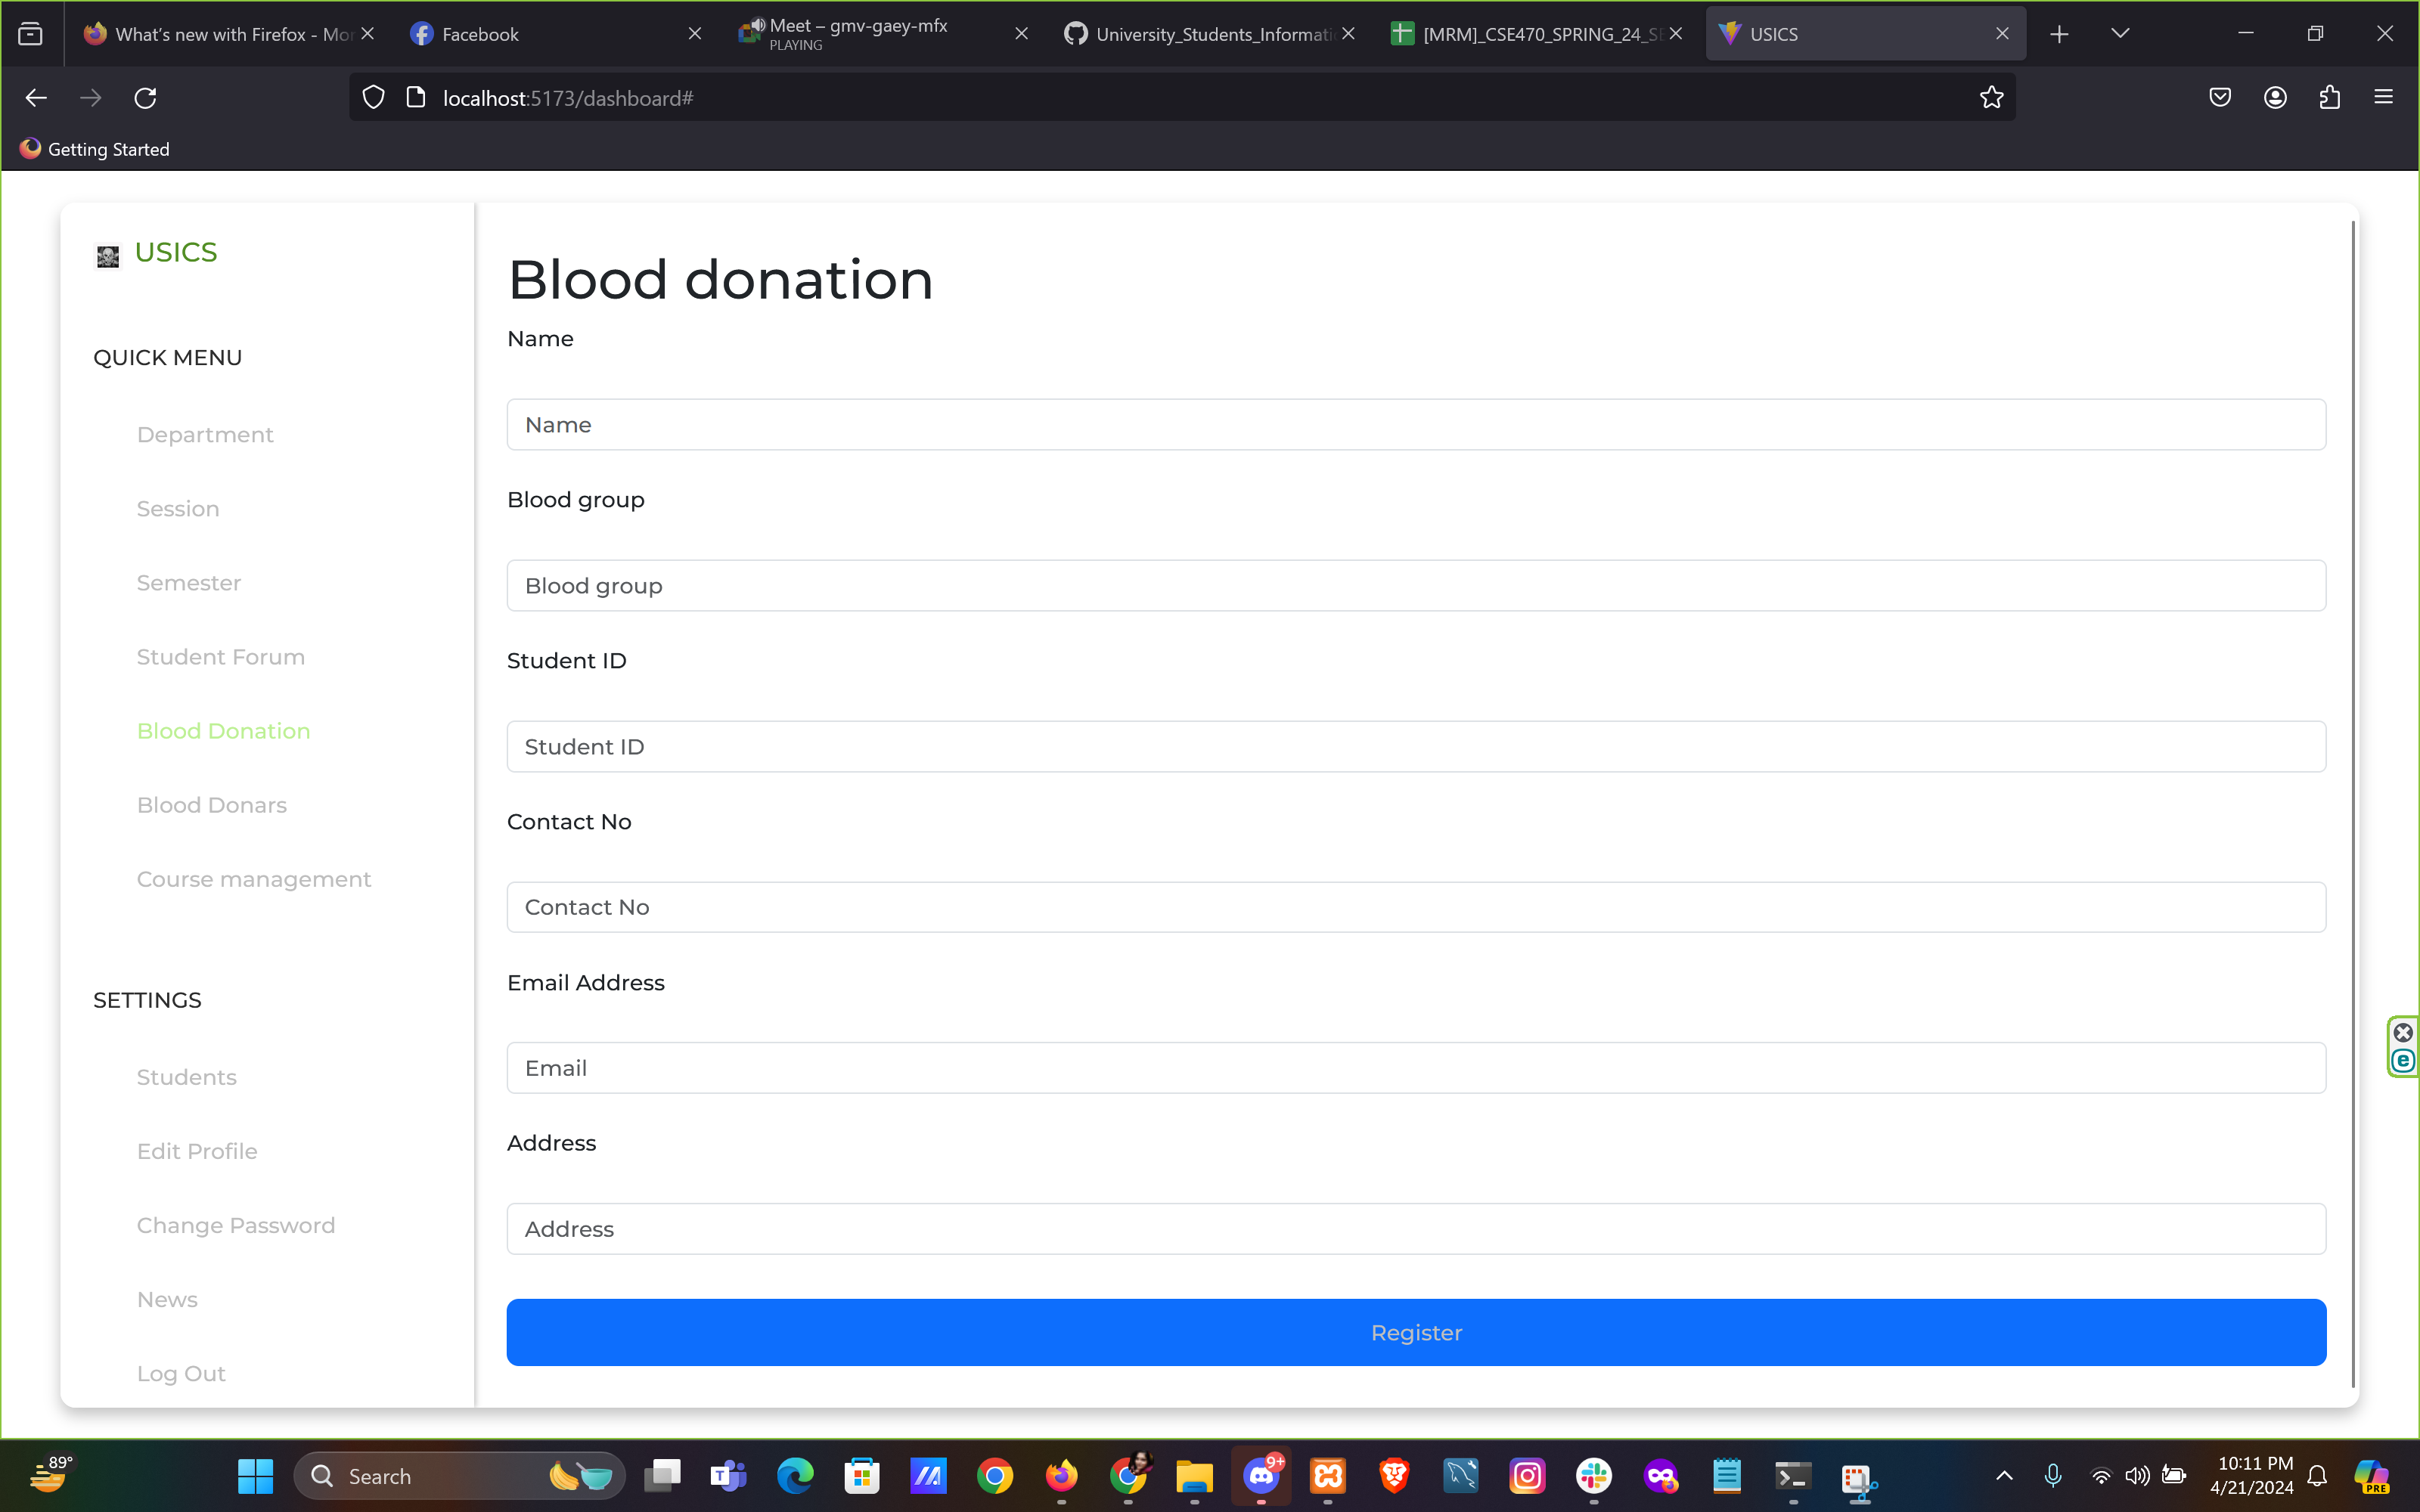 What's new with Firefox - Mor
Facebook
Meet – gmv-gaey-mfx
PLAYING
University_Students_Informati
[MRM]_CSE470_SPRING_24_SE
USICS
localhost:5173/dashboard#
Getting Started
USICS
QUICK MENU
Department
Session
Semester
Student Forum
Blood Donation
Blood Donars
Course management
SETTINGS
Students
Edit Profile
Change Password
News
Log Out
Blood donation
Name
Name
Blood group
Blood group
Student ID
Student ID
Contact No
Contact No
Email Address
Email
Address
Address
Register
89°
Search
9+
10:11 PM
4/21/2024
PRE